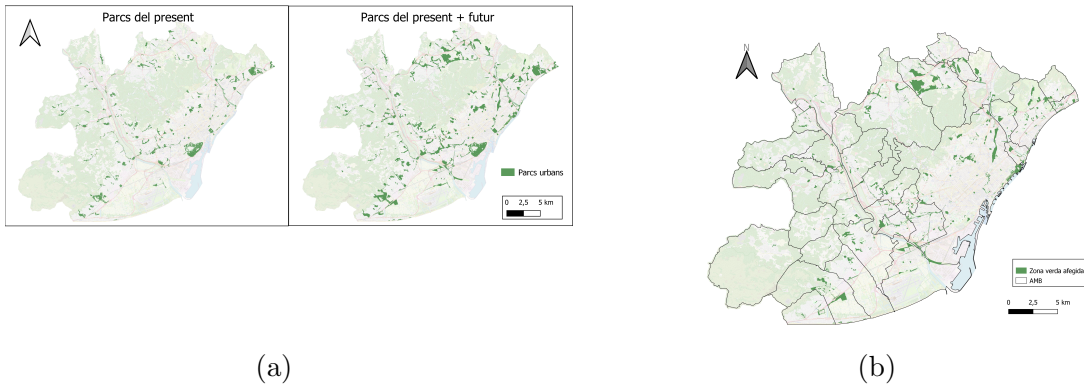 Parcs del present
Parcs del present + futur
Parcs urbans
0 2,5 5 km
(a)
N
Zona verda afegida
AMB
0 2,5 5 km
(b)